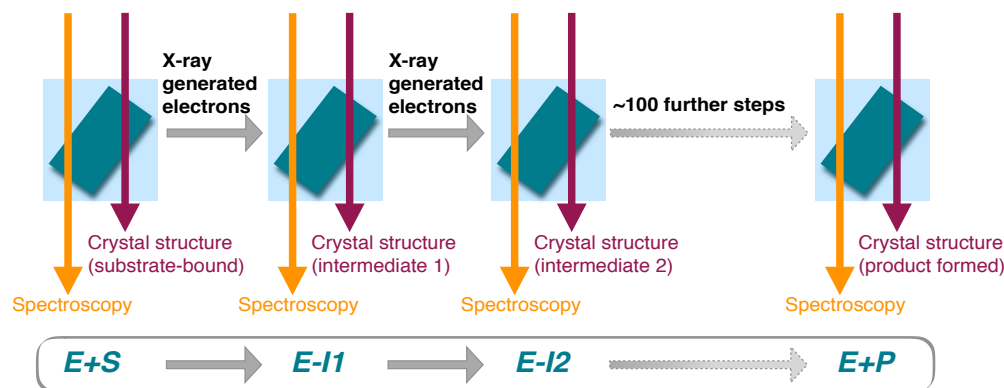 X-ray
generated
electrons
X-ray
generated
electrons
~100 further steps
Crystal structure
(substrate-bound)
Crystal structure
(intermediate 1)
Crystal structure
(intermediate 2)
Crystal structure
(product formed)
Spectroscopy
Spectroscopy
Spectroscopy
Spectroscopy
E+S
E-I1
E-I2
E+P